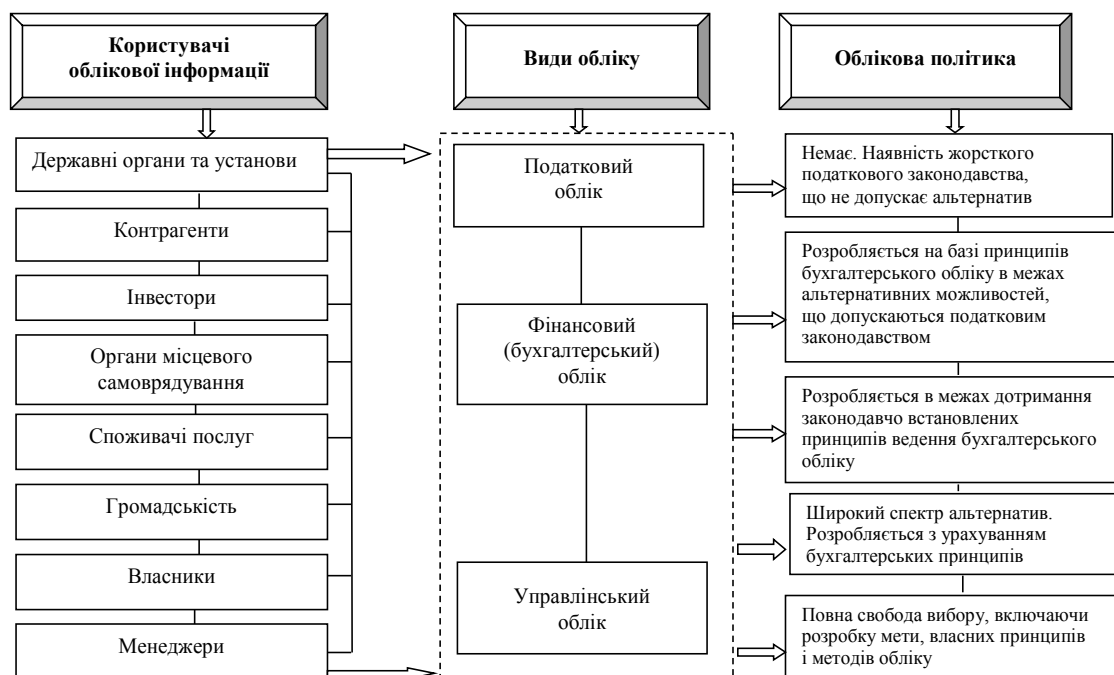 Користувачі
облікової інформації
Види обліку
Облікова політика
Державні органи та установи
Контрагенти
Інвестори
Органи місцевого
самоврядування
Споживачі послуг
Громадськість
Власники
Менеджери
Податковий
облік
Фінансовий
(бухгалтерський)
облік
Управлінський
облік
Немає. Наявність жорсткого
податкового законодавства,
що не допускає альтернатив
Розробляється на базі принципів
бухгалтерського обліку в межах
альтернативних можливостей,
що допускаються податковим
законодавством
Розробляється в межах дотримання
законодавчо встановлених
принципів ведення бухгалтерського
обліку
Широкий спектр альтернатив.
Розробляється з урахуванням
бухгалтерських принципів
Повна свобода вибору, включаючи
розробку мети, власних принципів
і методів обліку